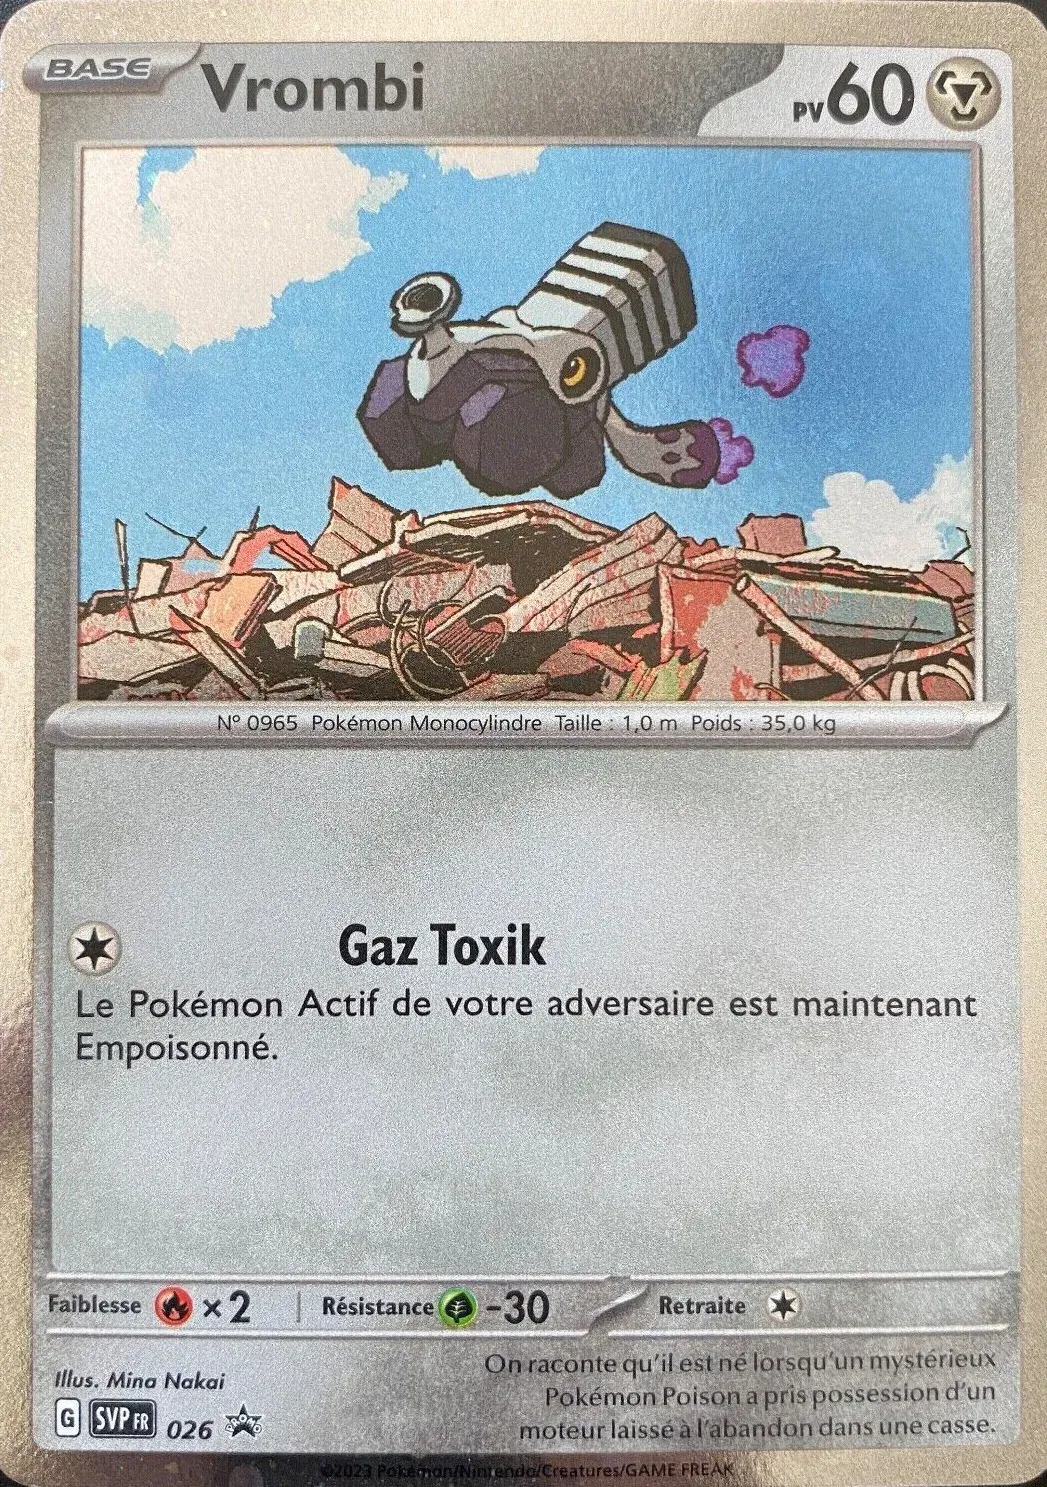 BASE Vrombi PV 60
N° 0965 Pokémon Monocylindre Taille : 1,0 m Poids : 35,0 kg
Gaz Toxik
Le Pokémon Actif de votre adversaire est maintenant
Empoisonné.
Faiblesse ×2 Résistance -30 Retraite
Illus. Mina Nakai
G SVP FR 026 PROMO
On raconte qu'il est né lorsqu'un mystérieux
Pokémon Poison a pris possession d'un
moteur laissé à l'abandon dans une casse.
©2023 Pokémon/Nintendo/Creatures/GAME FREAK